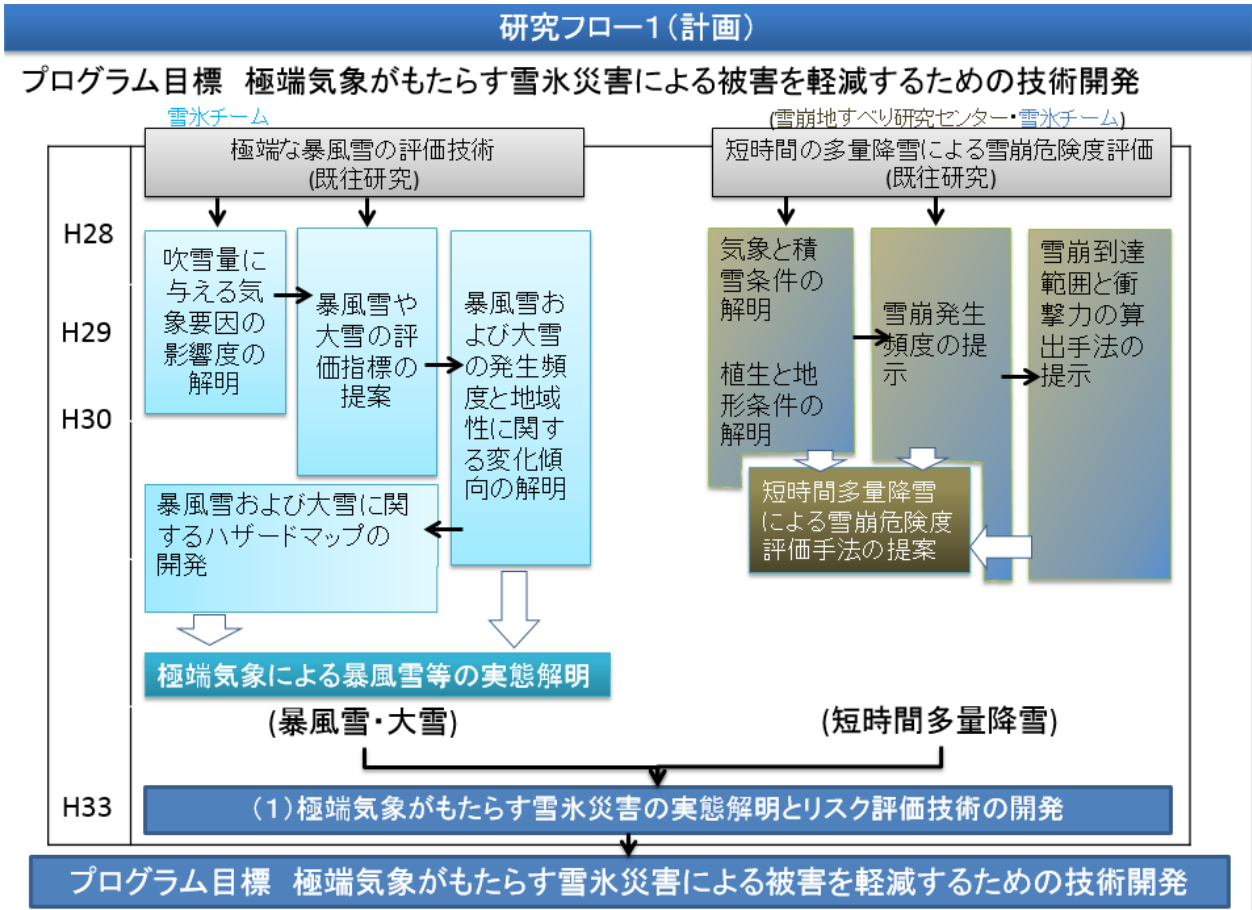 研究フロー1(計画)
プログラム目標 極端気象がもたらす雪氷災害による被害を軽減するための技術開発
雪氷チーム
(雪崩地すべり研究センター・雪氷チーム)
極端な暴風雪の評価技術
(既往研究)
短時間の多量降雪による雪崩危険度評価
(既往研究)
H28
H29
H30
H33
吹雪量に
与える気
象要因の
影響度の
解明
暴風雪や
大雪の評
価指標の
提案
暴風雪お
よび大雪
の発生頻
度と地域
性に関す
る変化傾
向の解明
暴風雪および大雪に関
するハザードマップの
開発
気象と積
雪条件の
解明
植生と地
形条件の
解明
雪崩発生
頻度の提
示
雪崩到達
範囲と衝
撃力の算
出手法の
提示
短時間多量降雪
による雪崩危険度
評価手法の提案
極端気象による暴風雪等の実態解明
(暴風雪・大雪)
(短時間多量降雪)
(1)極端気象がもたらす雪氷災害の実態解明とリスク評価技術の開発
プログラム目標 極端気象がもたらす雪氷災害による被害を軽減するための技術開発